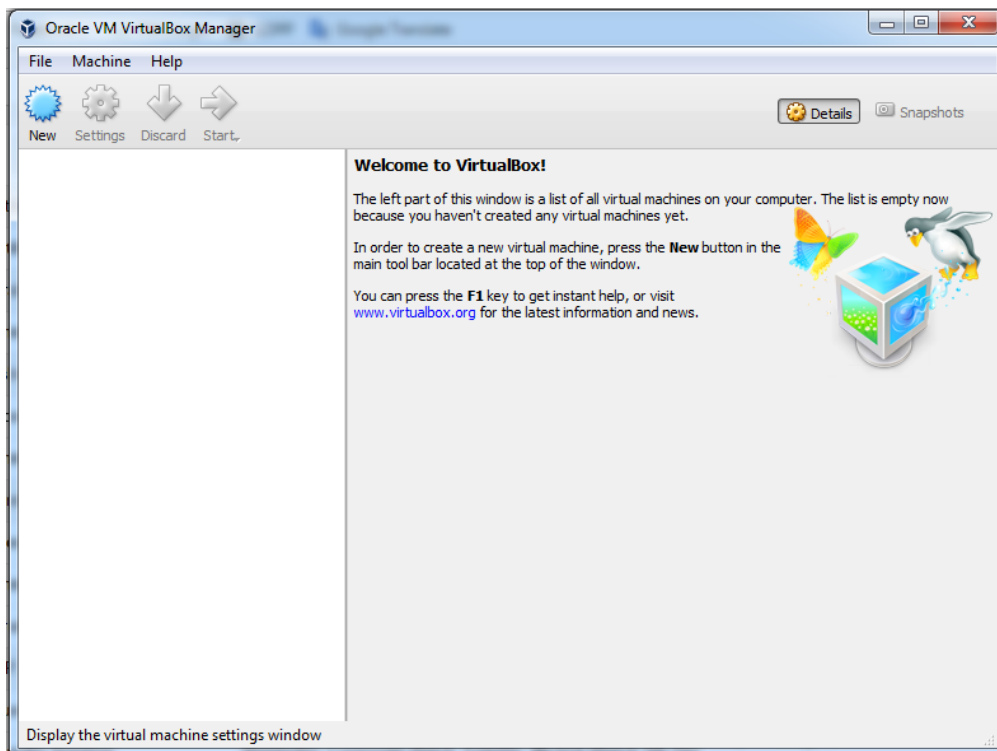 Oracle VM VirtualBox Manager
Google Translate
File Machine Help
New Settings Discard Start
Details Snapshots
Welcome to VirtualBox!
The left part of this window is a list of all virtual machines on your computer. The list is empty now
because you haven't created any virtual machines yet.
In order to create a new virtual machine, press the New button in the
main tool bar located at the top of the window.
You can press the F1 key to get instant help, or visit
www.virtualbox.org for the latest information and news.
Display the virtual machine settings window